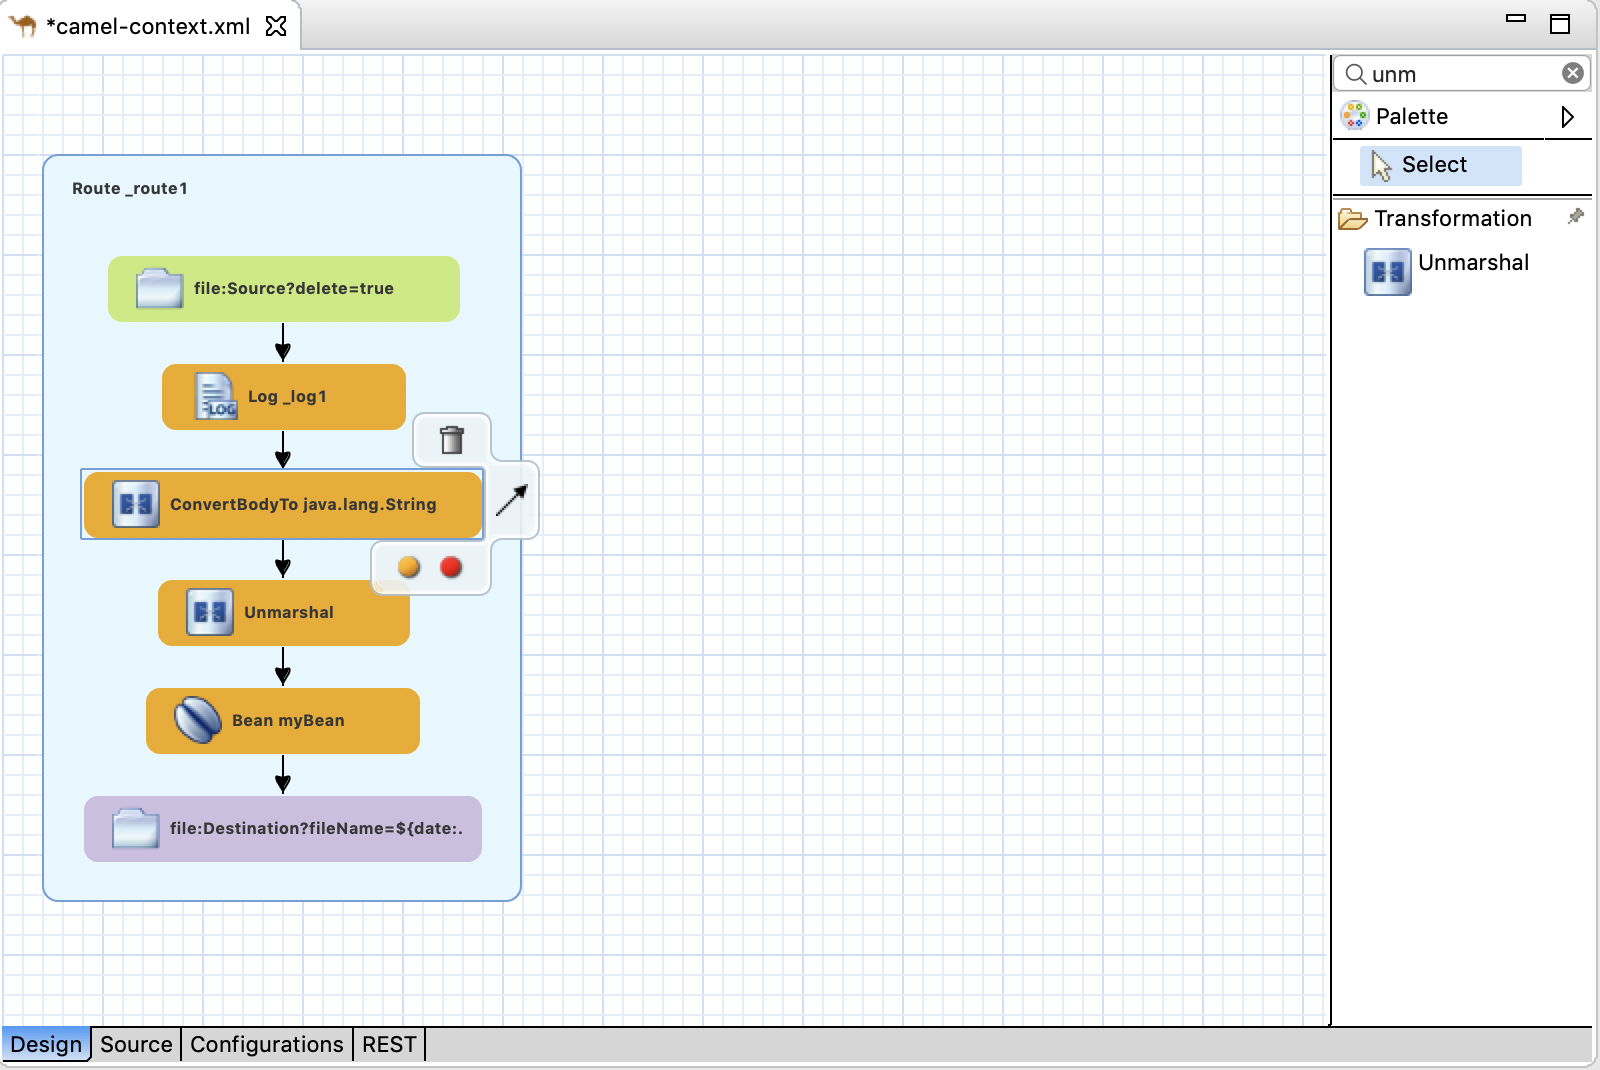 *camel-context.xml
unm
Palette
Select
Transformation
Unmarshal
Route _route1
file:Source?delete=true
LOG
Log _log1
ConvertBodyTo java.lang.String
Unmarshal
Bean myBean
file:Destination?fileName=${date:.
Design Source Configurations REST